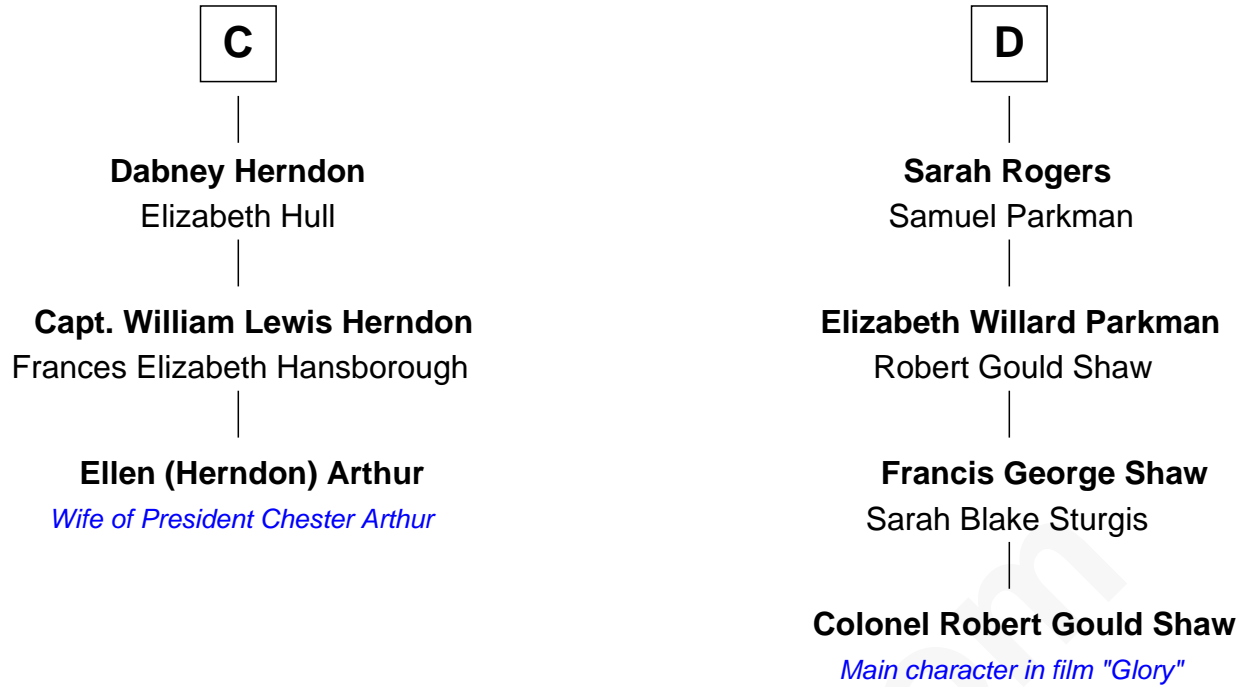 C
Dabney Herndon
Elizabeth Hull
Capt. William Lewis Herndon
Frances Elizabeth Hansborough
Ellen (Herndon) Arthur
Wife of President Chester Arthur
D
Sarah Rogers
Samuel Parkman
Elizabeth Willard Parkman
Robert Gould Shaw
Francis George Shaw
Sarah Blake Sturgis
Colonel Robert Gould Shaw
Main character in film "Glory"